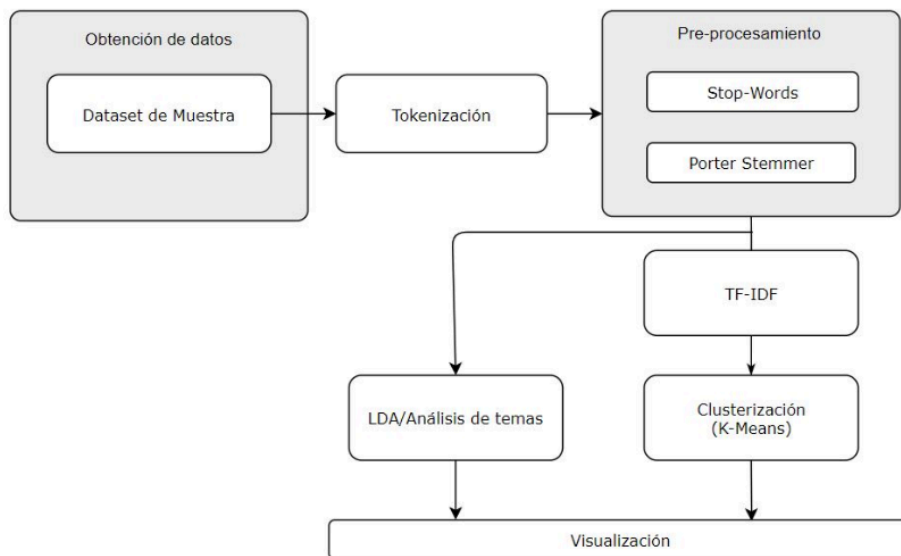 Obtención de datos
Dataset de Muestra
Tokenización
Pre-procesamiento
Stop-Words
Porter Stemmer
TF-IDF
LDA/Análisis de temas
Clusterización
(K-Means)
Visualización